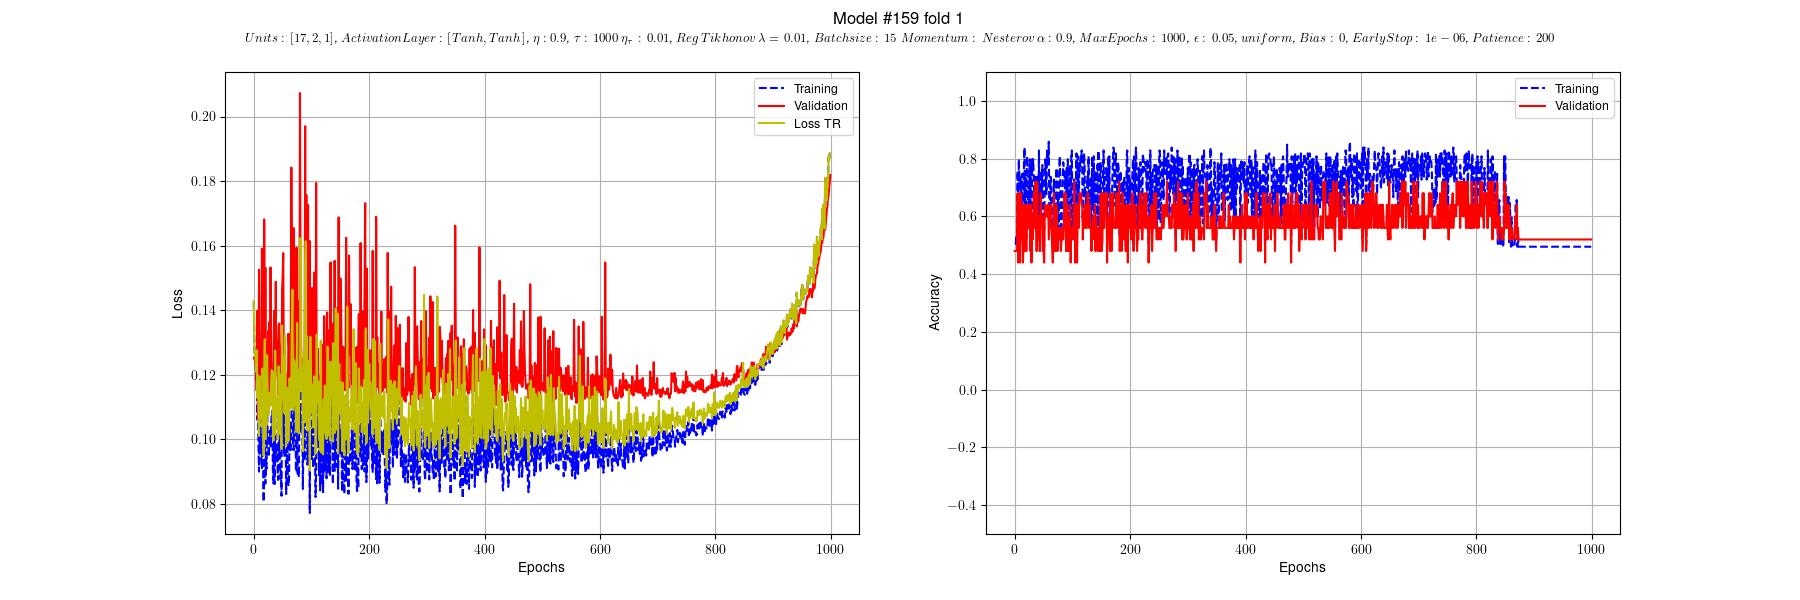 Model #159 fold 1
Units : [17, 2, 1], ActivationLayer : [Tanh, Tanh], η : 0.9, τ : 1000 η_τ : 0.01, Reg Tikhonov λ = 0.01, Batchsize : 15 Momentum : Nesterov α : 0.9, MaxEpochs : 1000, ϵ : 0.05, uniform, Bias : 0, EarlyStop : 1e − 06, Patience : 200
Training
Validation
Loss TR
0.20
0.18
0.16
0.14
0.12
0.10
0.08
Loss
0 200 400 600 800 1000
Epochs
Training
Validation
1.0
0.8
0.6
0.4
0.2
0.0
−0.2
−0.4
Accuracy
0 200 400 600 800 1000
Epochs